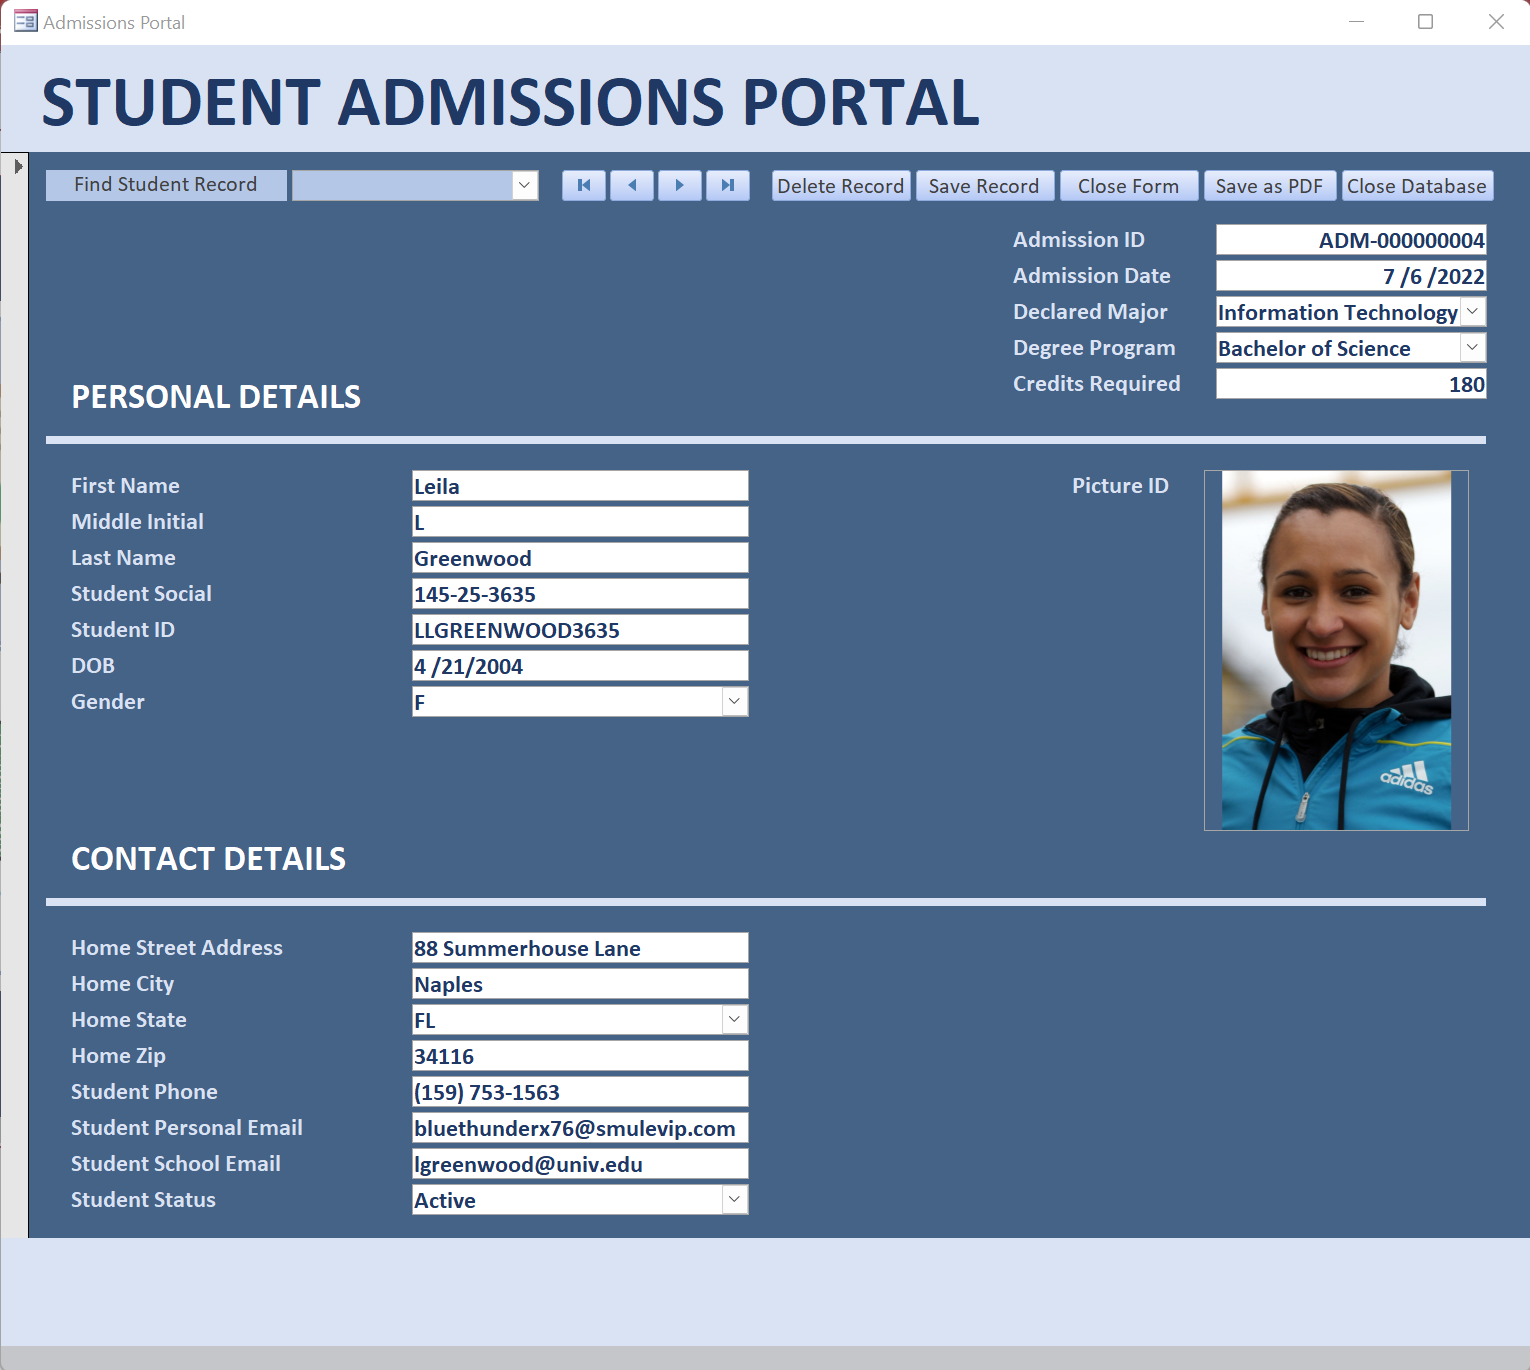 Admissions Portal
STUDENT ADMISSIONS PORTAL
Find Student Record
Delete Record Save Record Close Form Save as PDF Close Database
Admission ID ADM-000000004
Admission Date 7 /6 /2022
Declared Major Information Technology
Degree Program Bachelor of Science
Credits Required 180
PERSONAL DETAILS
First Name Leila
Middle Initial L
Last Name Greenwood
Student Social 145-25-3635
Student ID LLGREENWOOD3635
DOB 4 /21/2004
Gender F
Picture ID
adidas
CONTACT DETAILS
Home Street Address 88 Summerhouse Lane
Home City Naples
Home State FL
Home Zip 34116
Student Phone (159) 753-1563
Student Personal Email bluethunderx76@smulevip.com
Student School Email lgreenwood@univ.edu
Student Status Active